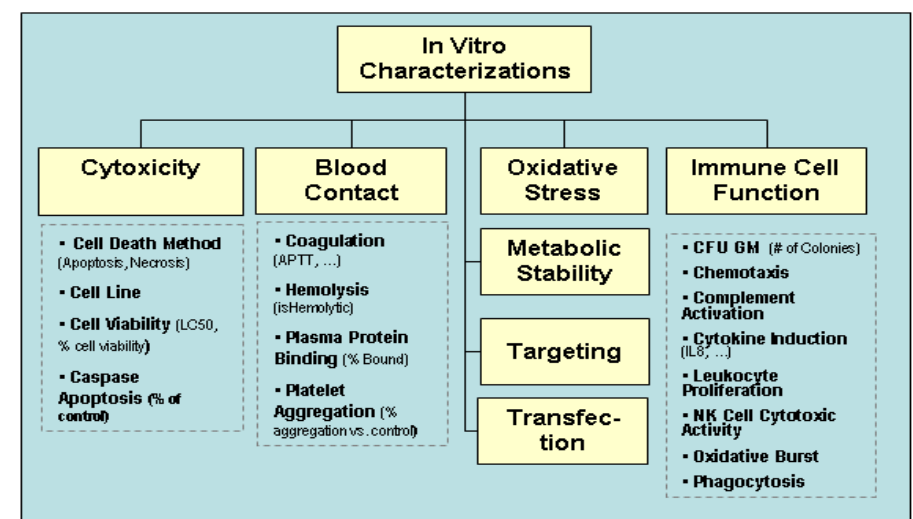 In Vitro
Characterizations
Cytoxicity
▪ Cell Death Method
(Apoptosis, Necrosis)
▪ Cell Line
▪ Cell Viability (LC50,
% cell viability)
▪ Caspase
Apoptosis (% of
control)
Blood
Contact
▪ Coagulation
(APTT, ...)
▪ Hemolysis
(isHemolytic)
▪ Plasma Protein
Binding (% Bound)
▪ Platelet
Aggregation (%
aggregation vs. control)
Oxidative
Stress
Metabolic
Stability
Targeting
Transfec-
tion
Immune Cell
Function
▪ CFU GM (# of Colonies)
▪ Chemotaxis
▪ Complement
Activation
▪ Cytokine Induction
(IL8, ...)
▪ Leukocyte
Proliferation
▪ NK Cell Cytotoxic
Activity
▪ Oxidative Burst
▪ Phagocytosis